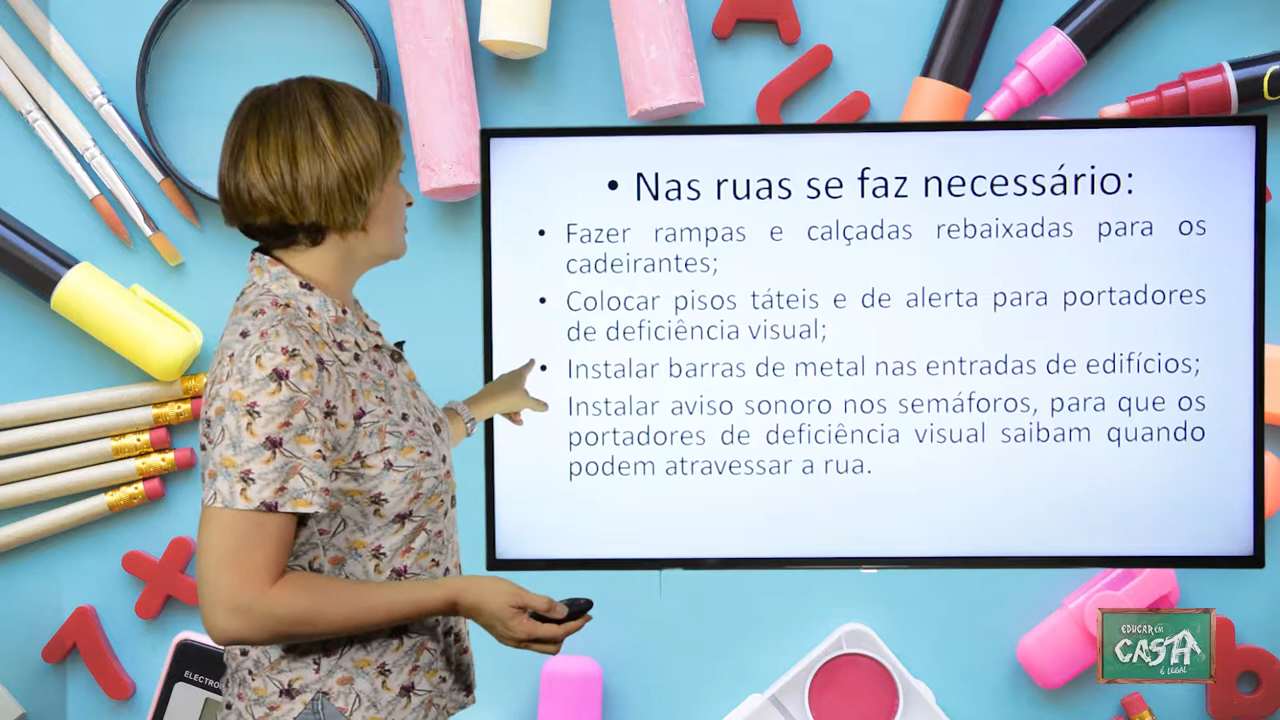 • Nas ruas se faz necessário:
• Fazer rampas e calçadas rebaixadas para os
cadeirantes;
• Colocar pisos táteis e de alerta para portadores
de deficiência visual;
• Instalar barras de metal nas entradas de edifícios;
Instalar aviso sonoro nos semáforos, para que os
portadores de deficiência visual saibam quando
podem atravessar a rua.
EDUCAR EM
CASA
É LEGAL